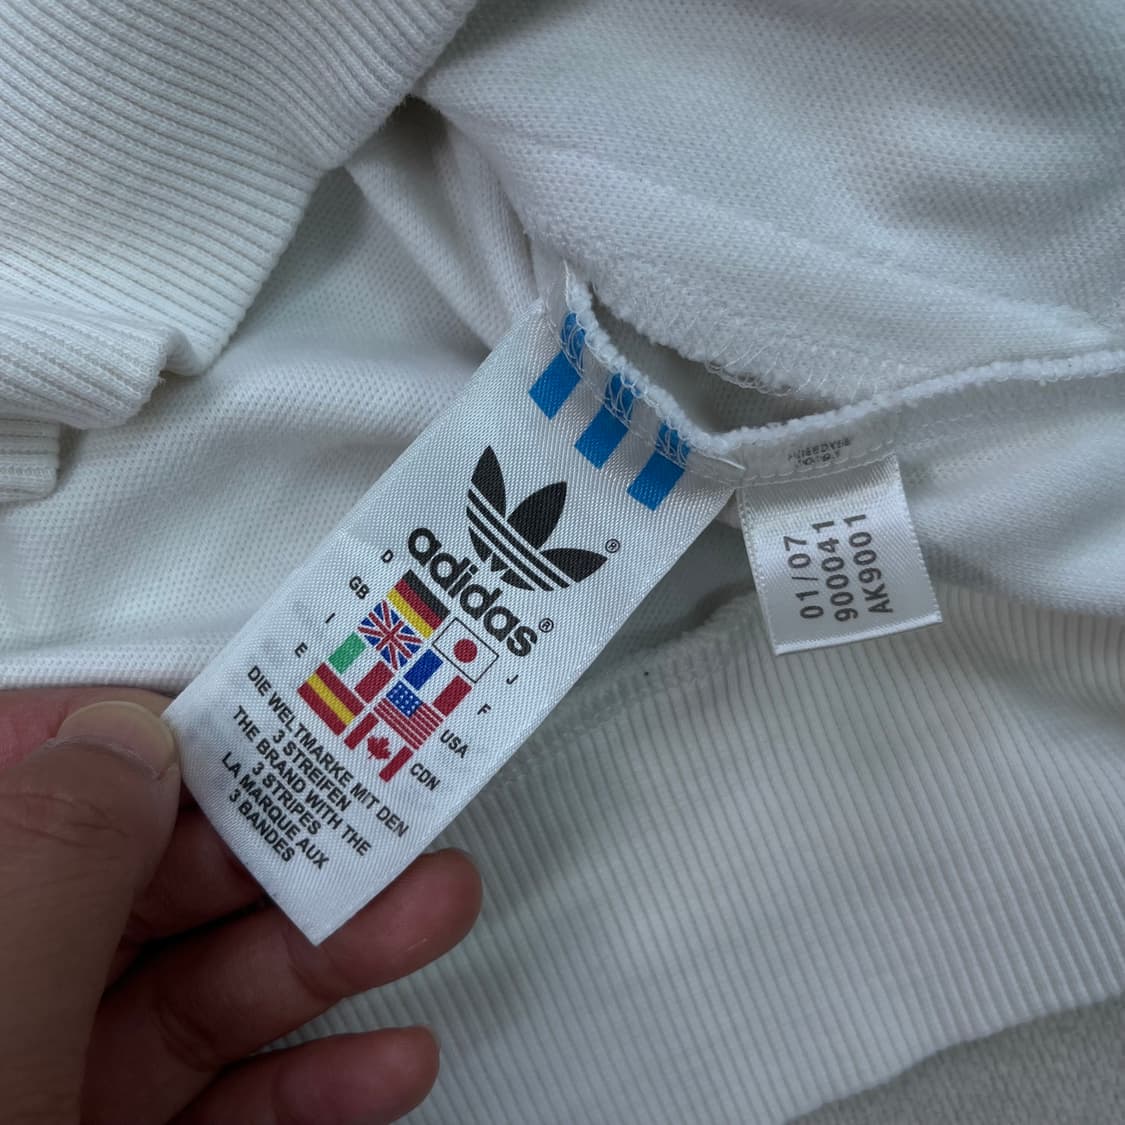 adidas
D
GB
I
E
J
F
USA
CDN
DIE WELTMARKE MIT DEN
3 STREIFEN
THE BRAND WITH THE
3 STRIPES
LA MARQUE AUX
3 BANDES
01/07
900041
AK9001